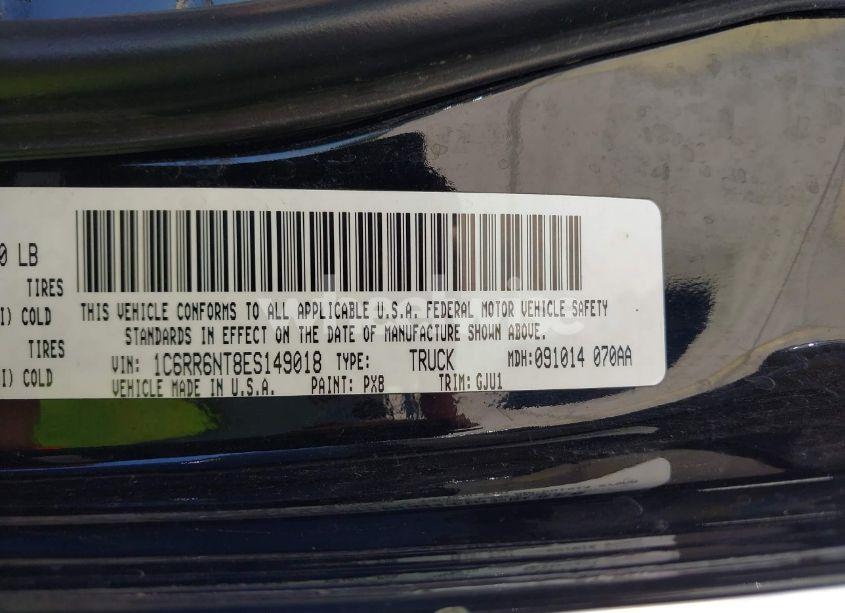 0 LB
TIRES
I) COLD
TIRES
I) COLD
THIS VEHICLE CONFORMS TO ALL APPLICABLE U.S.A. FEDERAL MOTOR VEHICLE SAFETY
STANDARDS IN EFFECT ON THE DATE OF MANUFACTURE SHOWN ABOVE.
VIN: 1C6RR6NT8ES149018 TYPE: TRUCK MDH:091014 070AA
VEHICLE MADE IN U.S.A. PAINT: PX8 TRIM: GJU1